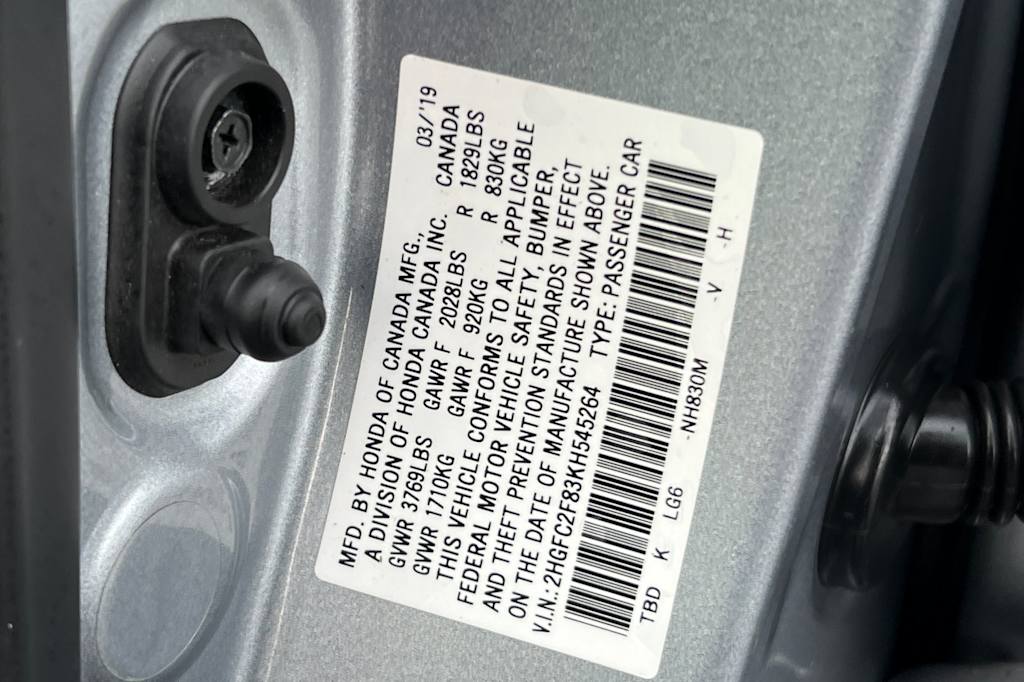 MFD. BY HONDA OF CANADA MFG., 03/'19
A DIVISION OF HONDA CANADA INC. CANADA
GVWR 3769LBS GAWR F 2028LBS R 1829LBS
GVWR 1710KG GAWR F 920KG R 830KG
THIS VEHICLE CONFORMS TO ALL APPLICABLE
FEDERAL MOTOR VEHICLE SAFETY, BUMPER,
AND THEFT PREVENTION STANDARDS IN EFFECT
ON THE DATE OF MANUFACTURE SHOWN ABOVE.
V.I.N.:2HGFC2F83KH545264 TYPE: PASSENGER CAR
TBD K LG6 -NH830M -V -H